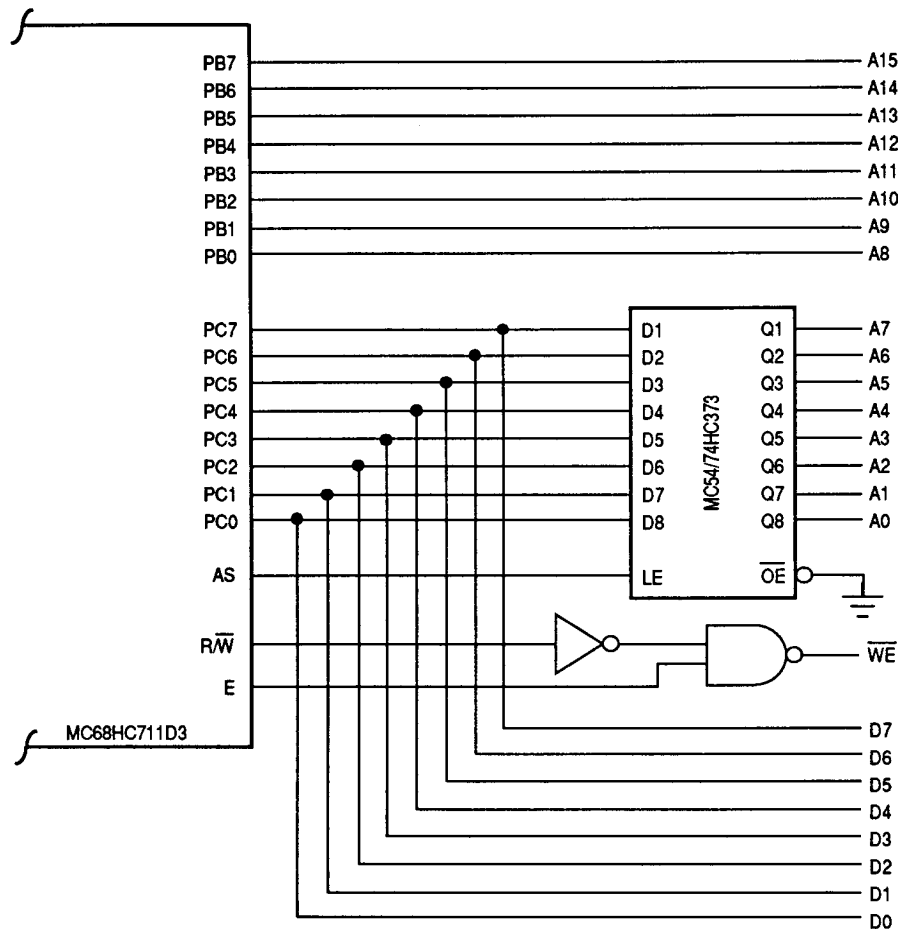 PB7 A15
PB6 A14
PB5 A13
PB4 A12
PB3 A11
PB2 A10
PB1 A9
PB0 A8
PC7 D1 Q1 A7
PC6 D2 Q2 A6
PC5 D3 Q3 A5
PC4 D4 Q4 A4
PC3 D5 Q5 A3
PC2 D6 Q6 A2
PC1 D7 Q7 A1
PC0 D8 Q8 A0
MC54/74HC373
AS LE O̅E̅
R/W̅ W̅E̅
E
MC68HC711D3
D7
D6
D5
D4
D3
D2
D1
D0